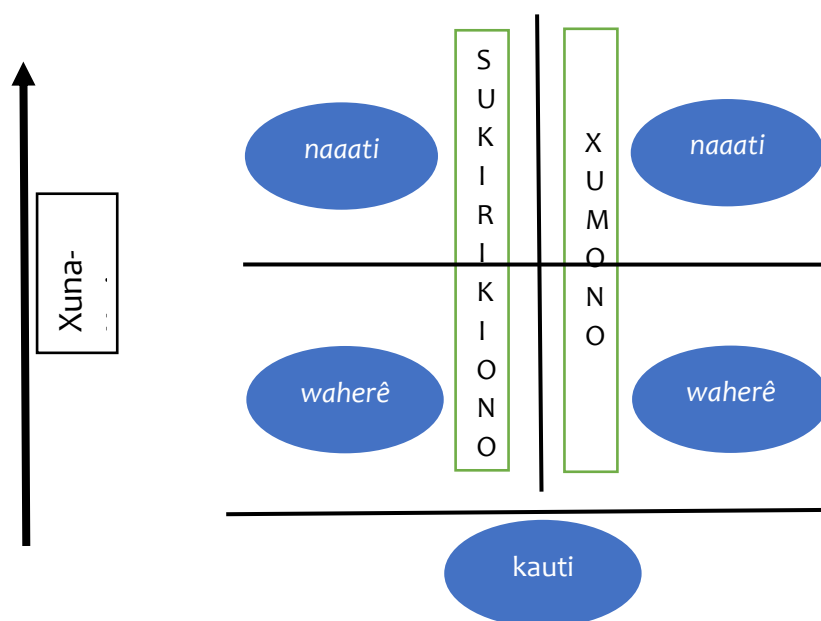 naaati
naaati
SUKIRIKIONO
XUMONO
Xuna-
waherê
waherê
kauti